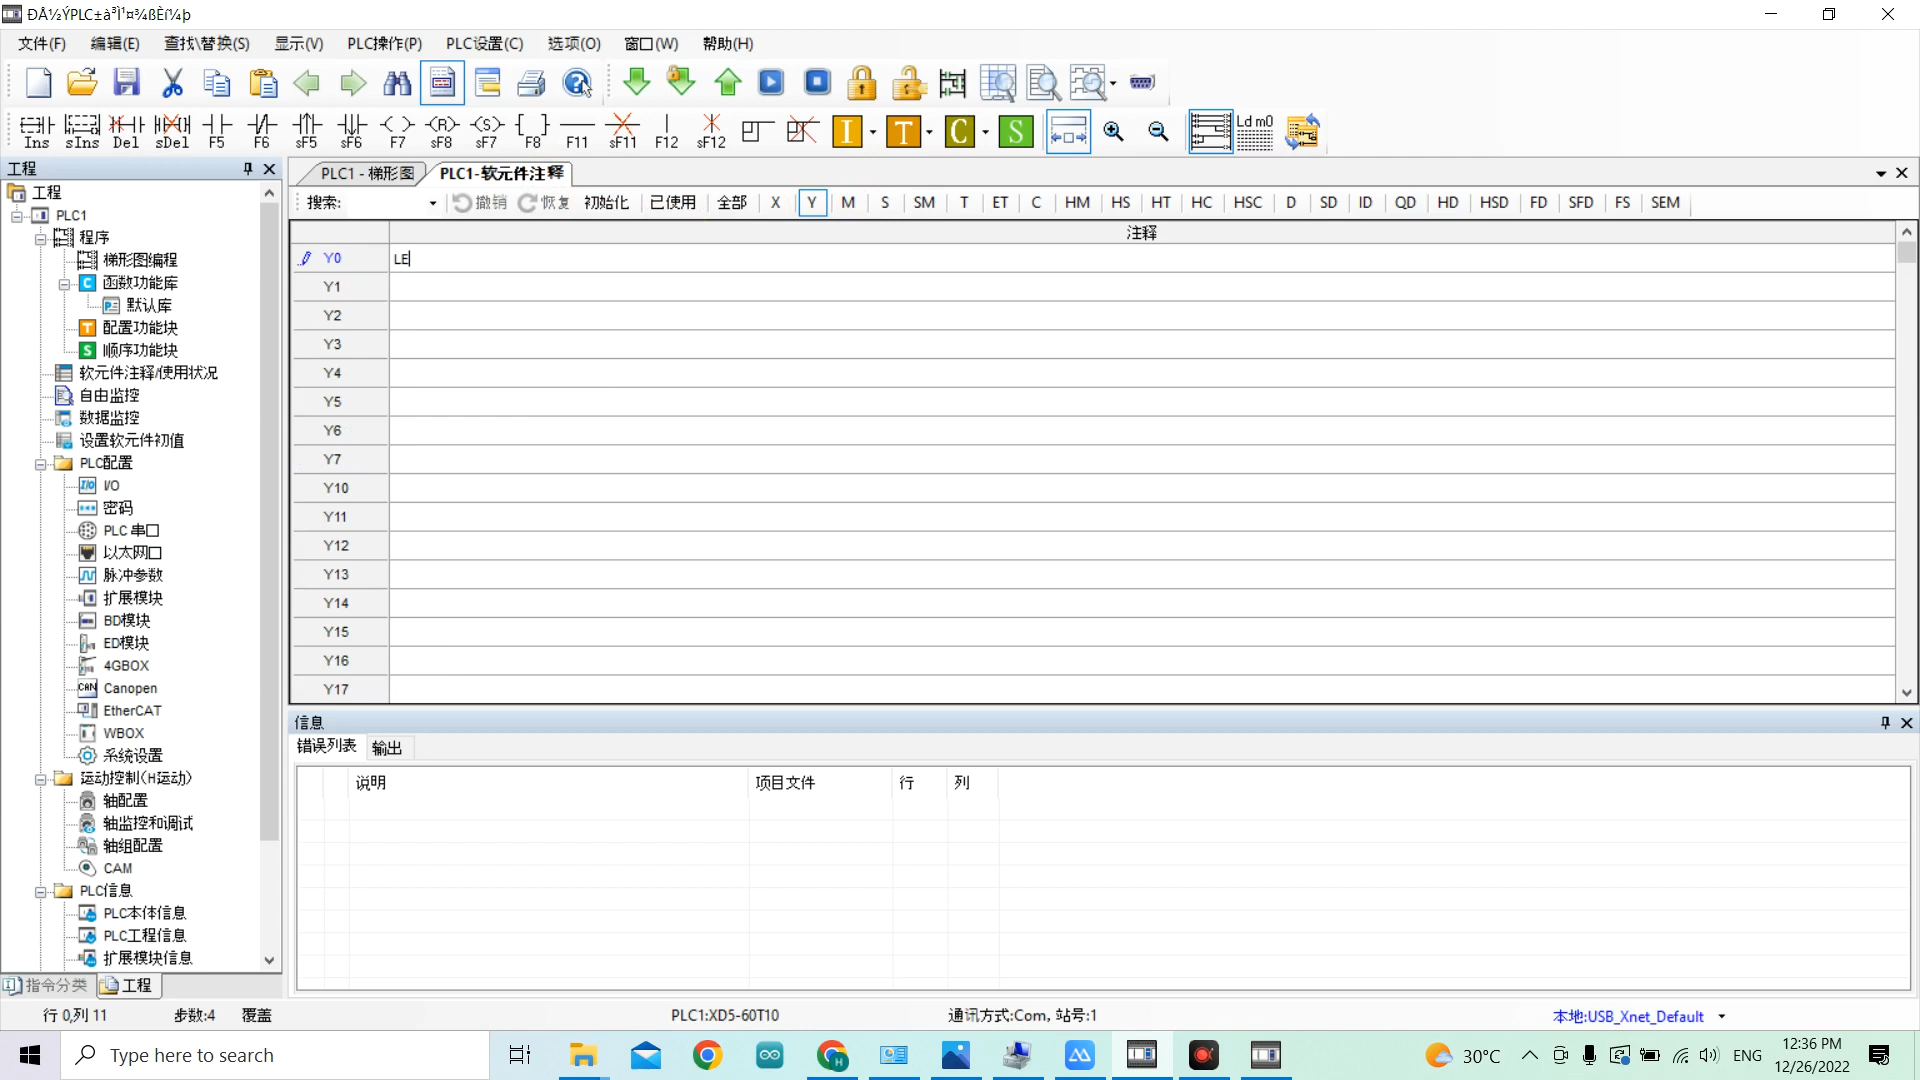 ÐÅ½ÝPLC±à³Ì¹¤¾ßÈí¼þ
文件(F) 编辑(E) 查找\替换(S) 显示(V) PLC操作(P) PLC设置(C) 选项(O) 窗口(W) 帮助(H)
Ins sIns Del sDel F5 F6 sF5 sF6 F7 sF8 sF7 F8 F11 sF11 F12 sF12 I T C S Ld m0
工程
PLC1 - 梯形图 PLC1-软元件注释
搜索: 撤销 恢复 初始化 已使用 全部 X Y M S SM T ET C HM HS HT HC HSC D SD ID QD HD HSD FD SFD FS SEM
工程
PLC1
程序
梯形图编程
函数功能库
默认库
配置功能块
顺序功能块
软元件注释/使用状况
自由监控
数据监控
设置软元件初值
PLC配置
I/O
密码
PLC 串口
以太网口
脉冲参数
扩展模块
BD模块
ED模块
4GBOX
Canopen
EtherCAT
WBOX
系统设置
运动控制(H运动)
轴配置
轴监控和调试
轴组配置
CAM
PLC信息
PLC本体信息
PLC工程信息
扩展模块信息
指令分类 工程
注释
Y0 LE
Y1
Y2
Y3
Y4
Y5
Y6
Y7
Y10
Y11
Y12
Y13
Y14
Y15
Y16
Y17
信息
错误列表 输出
说明 项目文件 行 列
行 0,列 11 步数:4 覆盖 PLC1:XD5-60T10 通讯方式:Com, 站号:1 本地:USB_Xnet_Default
Type here to search 30°C ENG 12:36 PM
12/26/2022